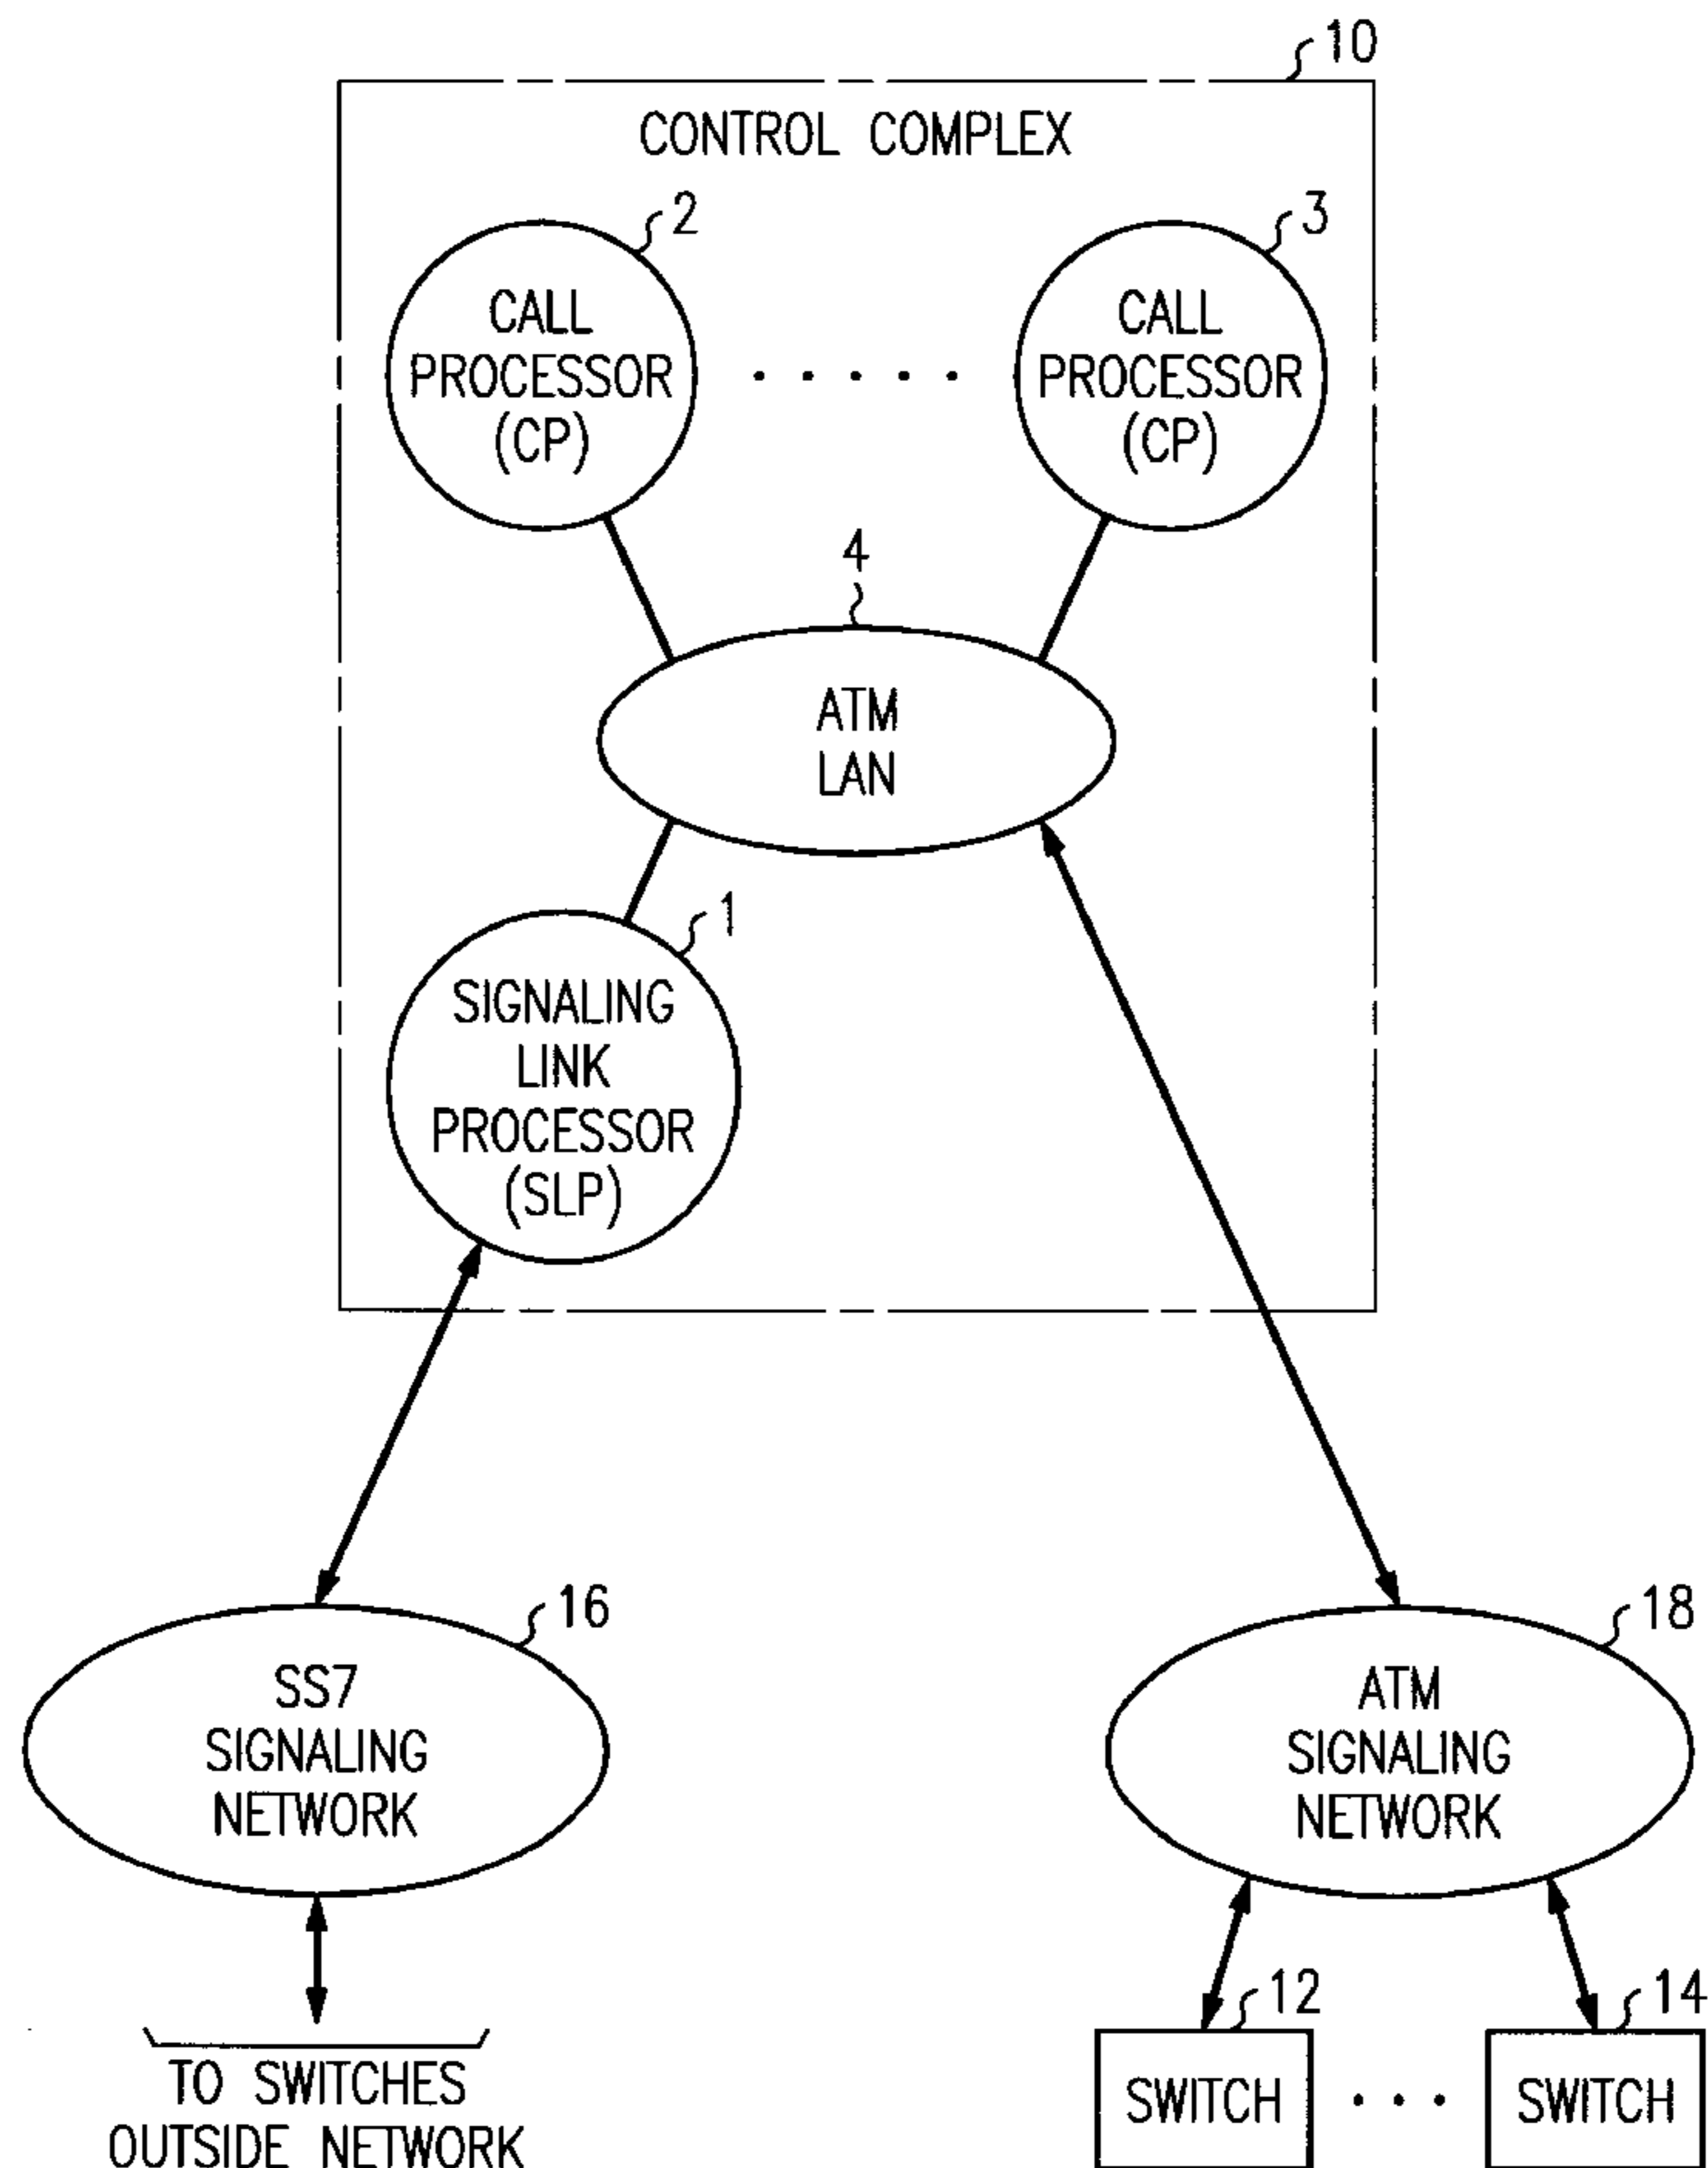 10
CONTROL COMPLEX
2
3
CALL
PROCESSOR
(CP)
CALL
PROCESSOR
(CP)
4
ATM
LAN
1
SIGNALING
LINK
PROCESSOR
(SLP)
16
18
SS7
SIGNALING
NETWORK
ATM
SIGNALING
NETWORK
12
14
TO SWITCHES
OUTSIDE NETWORK
SWITCH
SWITCH